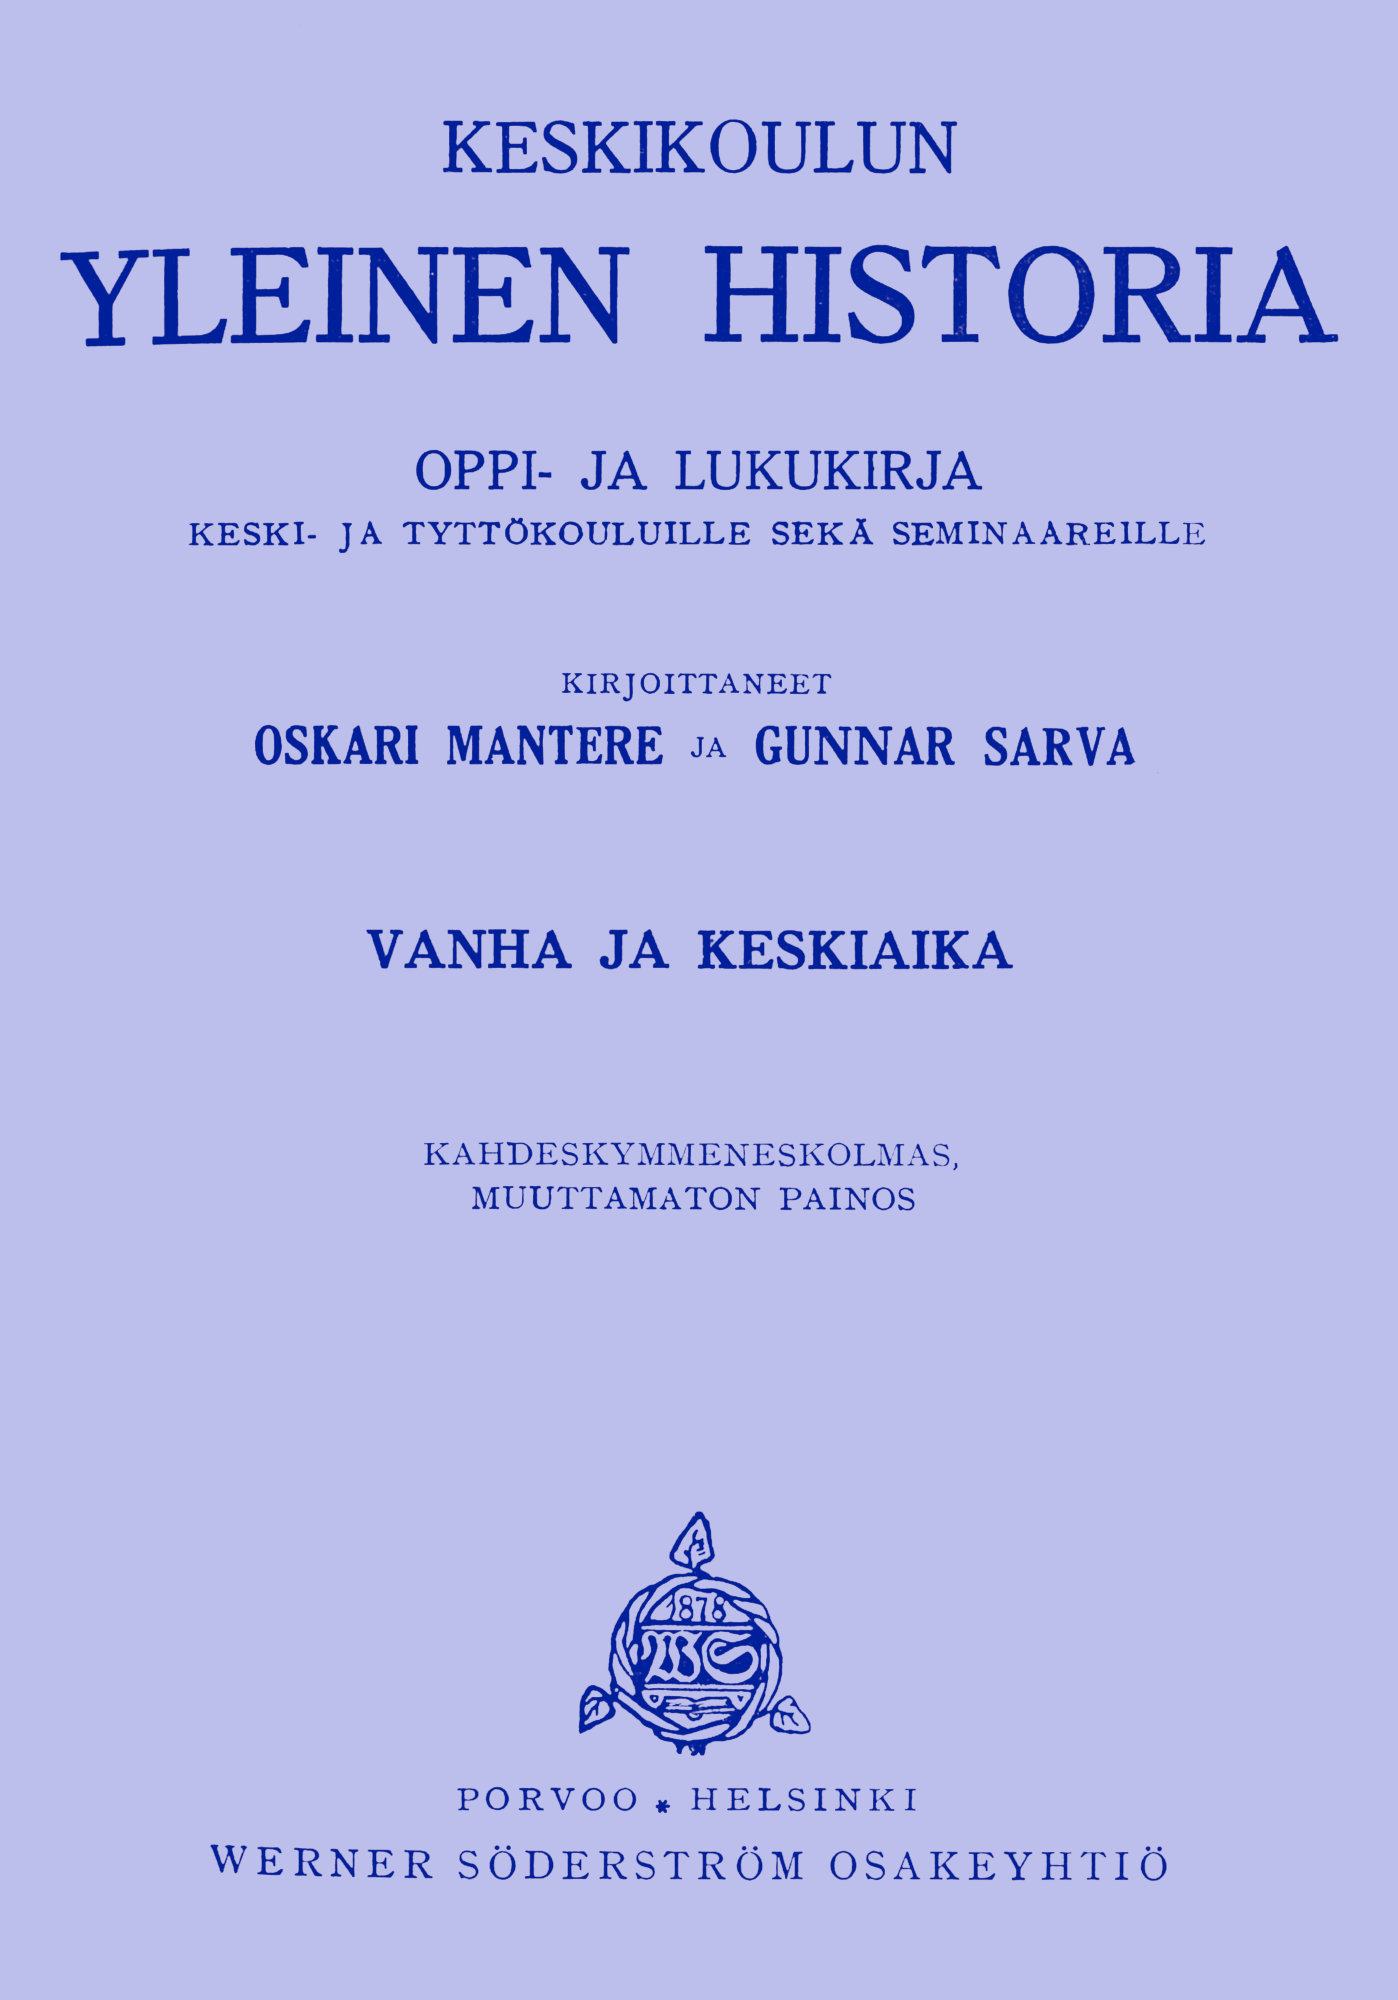 KESKIKOULUN
YLEINEN HISTORIA
OPPI- JA LUKUKIRJA
KESKI- JA TYTTÖKOULUILLE SEKÄ SEMINAAREILLE
KIRJOITTANEET
OSKARI MANTERE JA GUNNAR SARVA
VANHA JA KESKIAIKA
KAHDESKYMMENESKOLMAS,
MUUTTAMATON PAINOS
1878
WS
PORVOO * HELSINKI
WERNER SÖDERSTRÖM OSAKEYHTIÖ